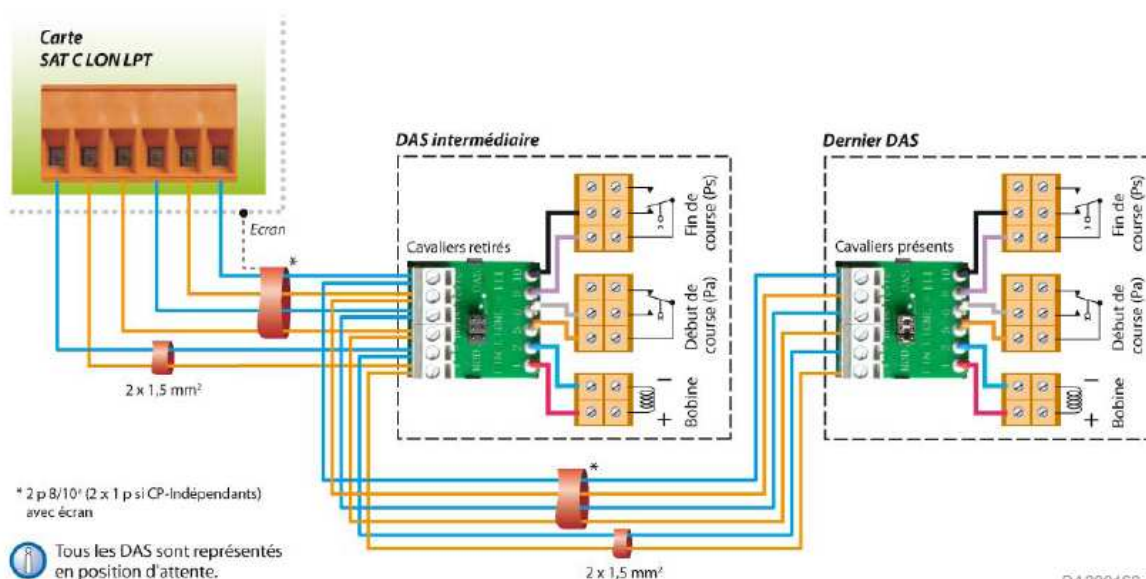 Carte
SAT C LON LPT
Ecran
*
2 x 1,5 mm²
DAS intermédiaire
Cavaliers retirés
Fin de
course (Ps)
Début de
course (Pa)
Bobine
Dernier DAS
Cavaliers présents
Fin de
course (Ps)
Début de
course (Pa)
Bobine
*
2 x 1,5 mm²
* 2 p 8/10ᵉ (2 x 1 p si CP-Indépendants)
avec écran
Tous les DAS sont représentés
en position d'attente.